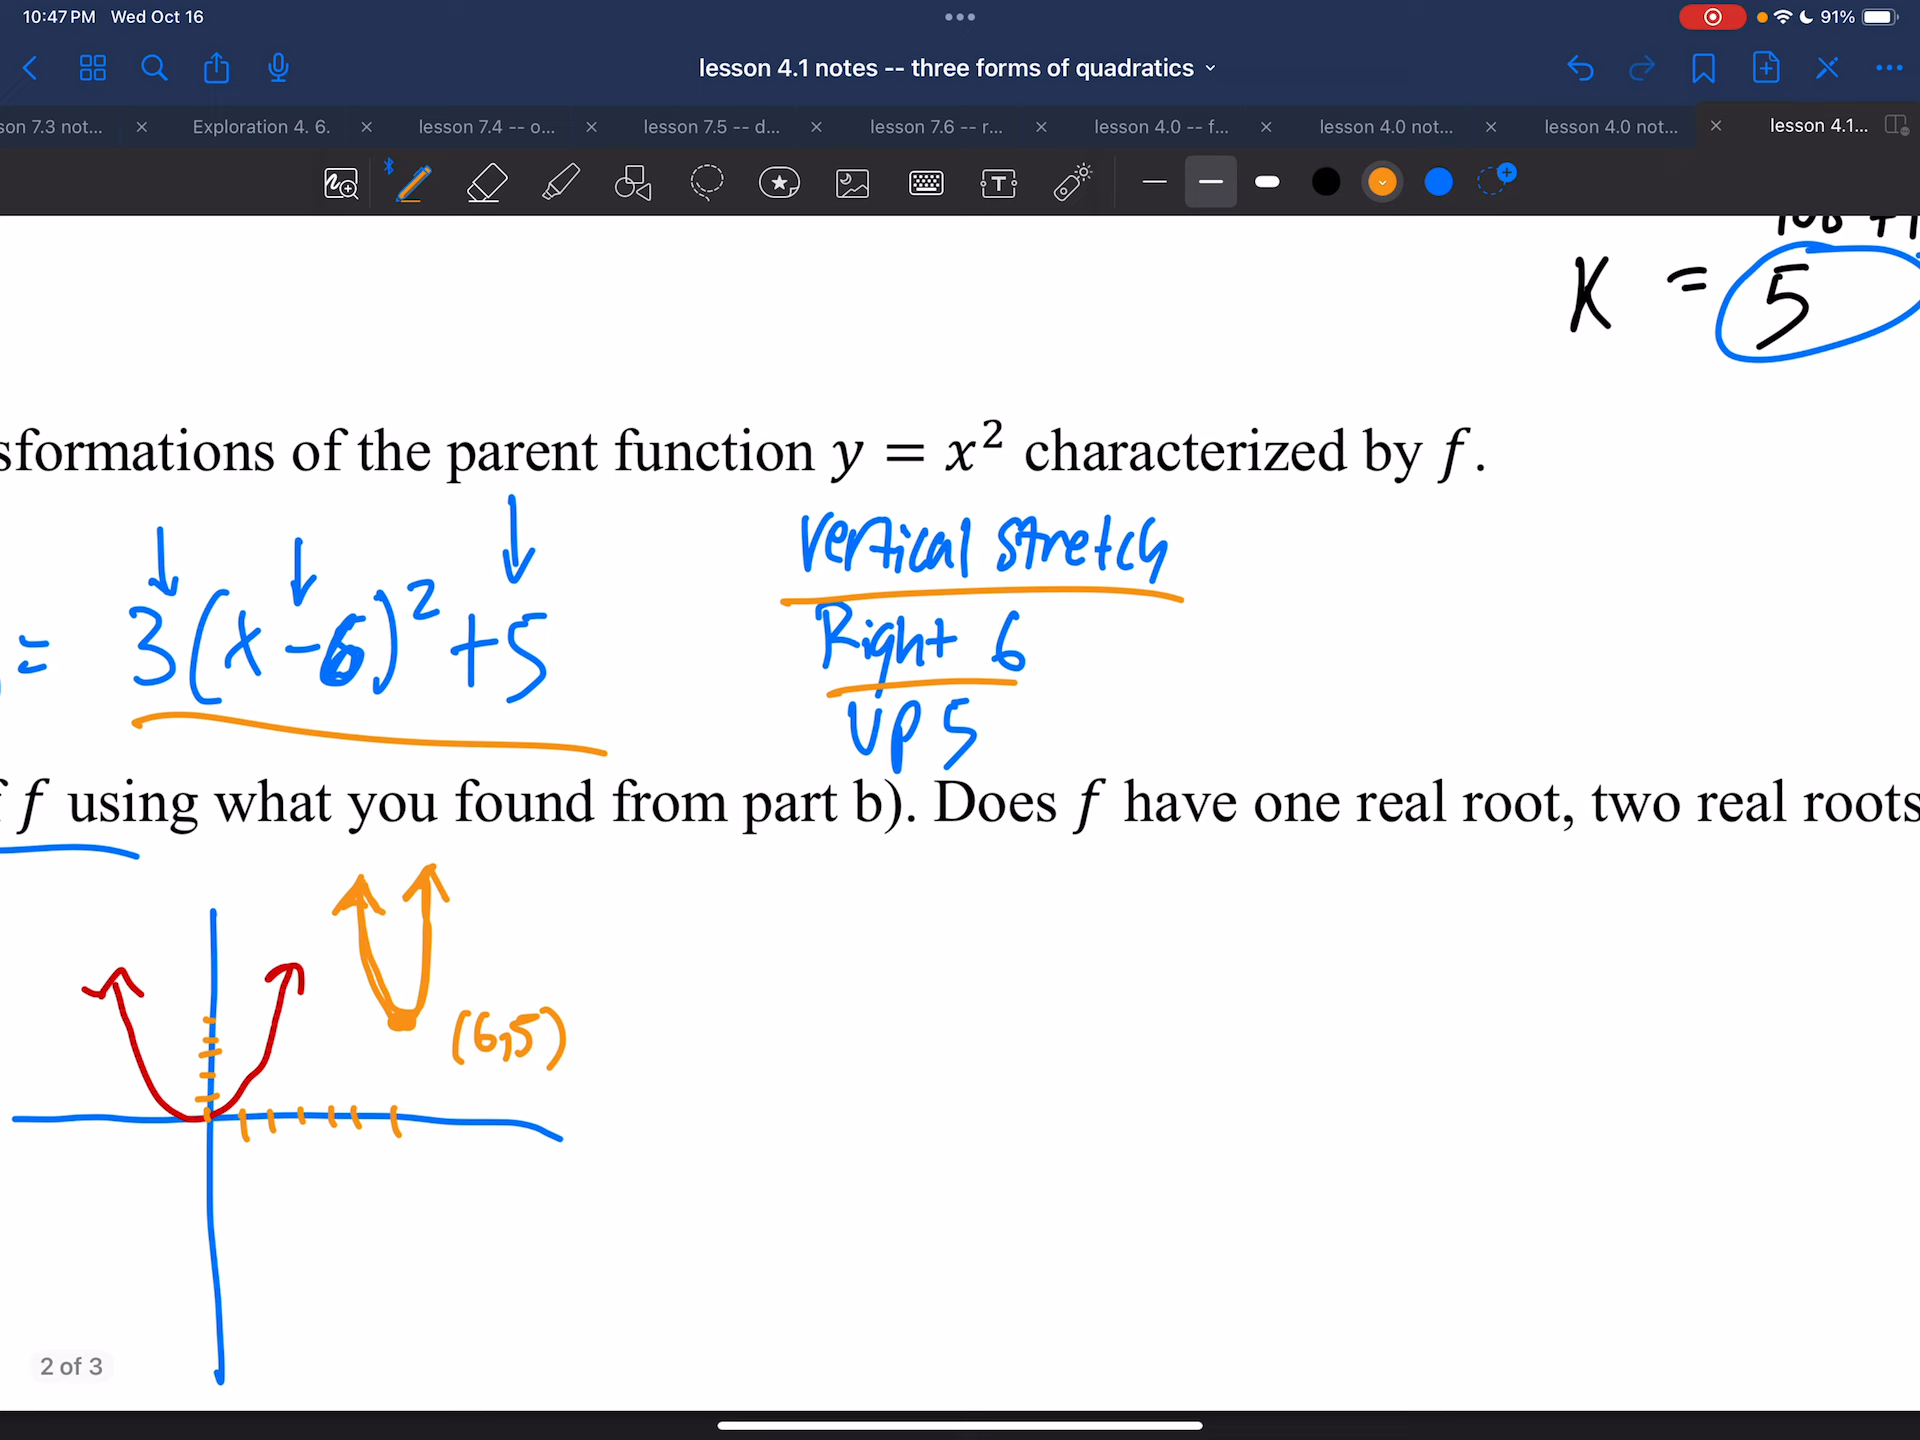 10:47 PM Wed Oct 16
91%
lesson 4.1 notes -- three forms of quadratics
son 7.3 not... Exploration 4. 6. lesson 7.4 -- o... lesson 7.5 -- d... lesson 7.6 -- r... lesson 4.0 -- f... lesson 4.0 not... lesson 4.0 not... lesson 4.1...
K = 5
sformations of the parent function y = x² characterized by f.
= 3(x-6)² +5
Vertical stretch
Right 6
UP 5
f using what you found from part b). Does f have one real root, two real roots
(6,5)
2 of 3